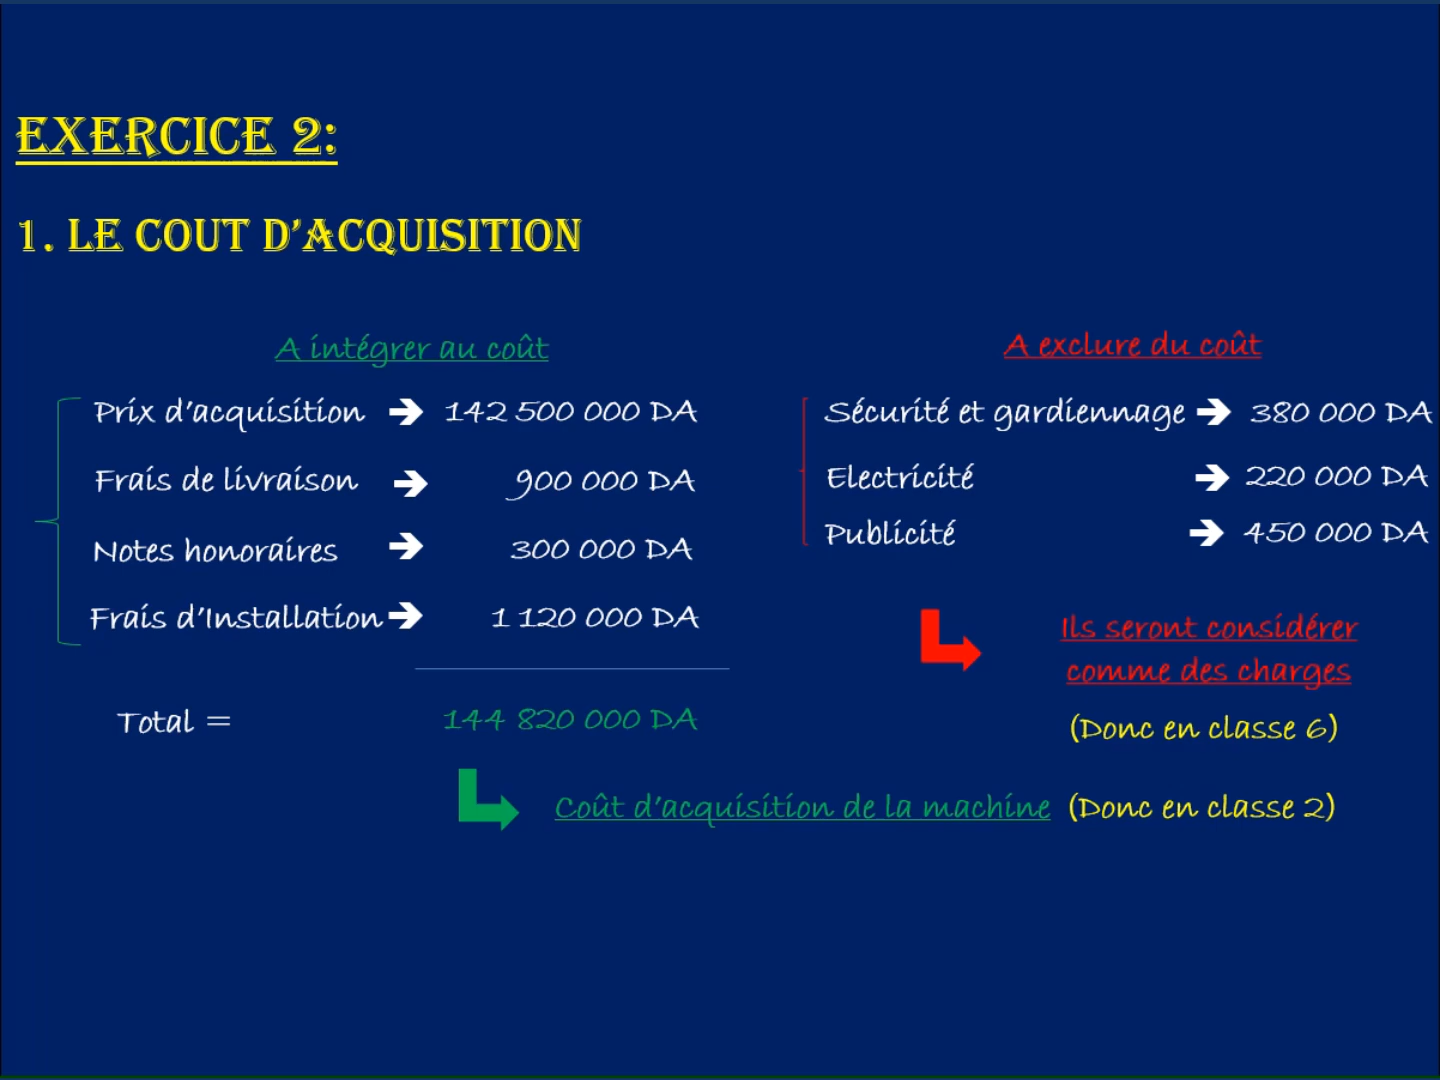 EXERCICE 2:
1. LE COUT D'ACQUISITION
A intégrer au coût
Prix d'acquisition → 142 500 000 DA
Frais de livraison → 900 000 DA
Notes honoraires → 300 000 DA
Frais d'Installation → 1 120 000 DA
Total = 144 820 000 DA
Coût d'acquisition de la machine (Donc en classe 2)
A exclure du coût
Sécurité et gardiennage → 380 000 DA
Electricité → 220 000 DA
Publicité → 450 000 DA
Ils seront considérer
comme des charges
(Donc en classe 6)